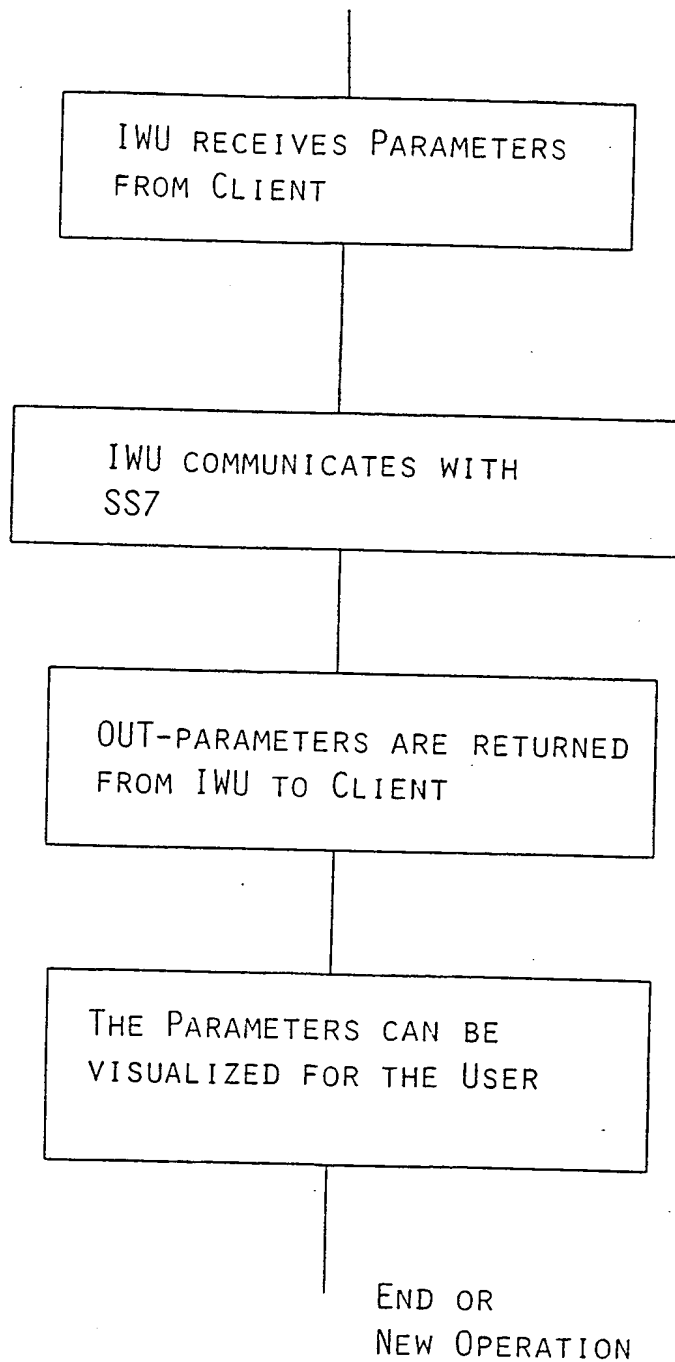 IWU RECEIVES PARAMETERS
FROM CLIENT
IWU COMMUNICATES WITH
SS7
OUT-PARAMETERS ARE RETURNED
FROM IWU TO CLIENT
THE PARAMETERS CAN BE
VISUALIZED FOR THE USER
END OR
NEW OPERATION